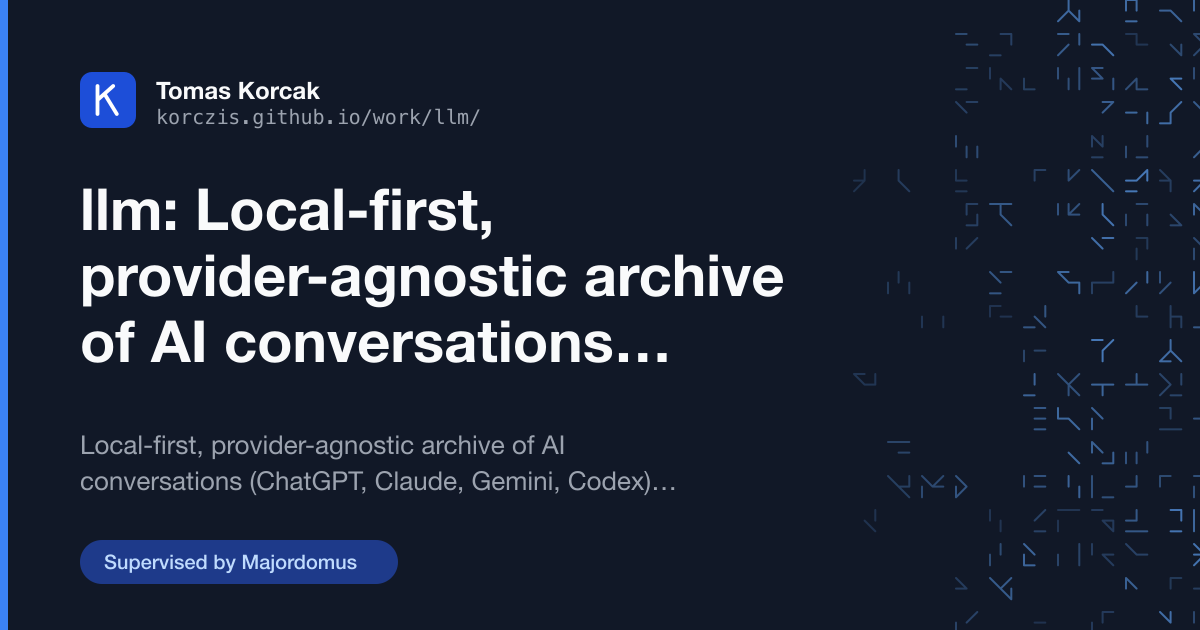 K
Tomas Korcak
korczis.github.io/work/llm/
llm: Local-first,
provider-agnostic archive
of AI conversations…
Local-first, provider-agnostic archive of AI
conversations (ChatGPT, Claude, Gemini, Codex)…
Supervised by Majordomus